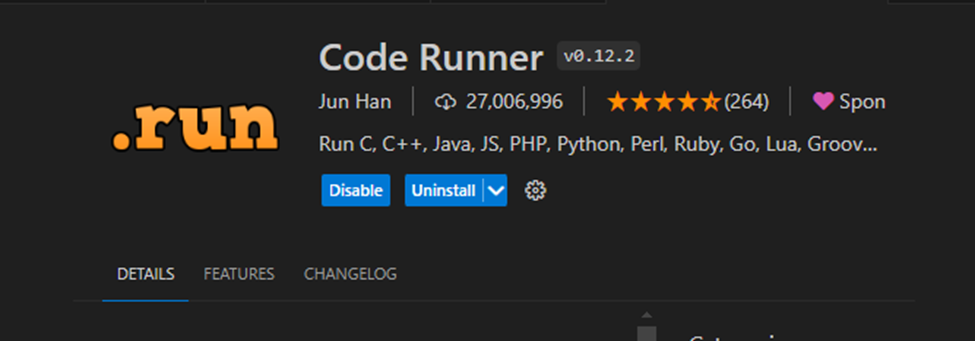 Code Runner v0.12.2
.run
Jun Han 27,006,996 ★★★★★(264) Spon
Run C, C++, Java, JS, PHP, Python, Perl, Ruby, Go, Lua, Groov...
Disable Uninstall
DETAILS FEATURES CHANGELOG